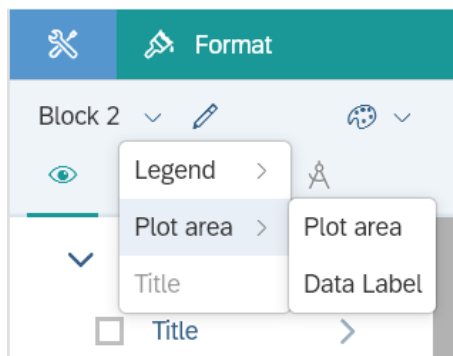 Format
Block 2
Legend
Plot area
Plot area
Title
Data Label
Title